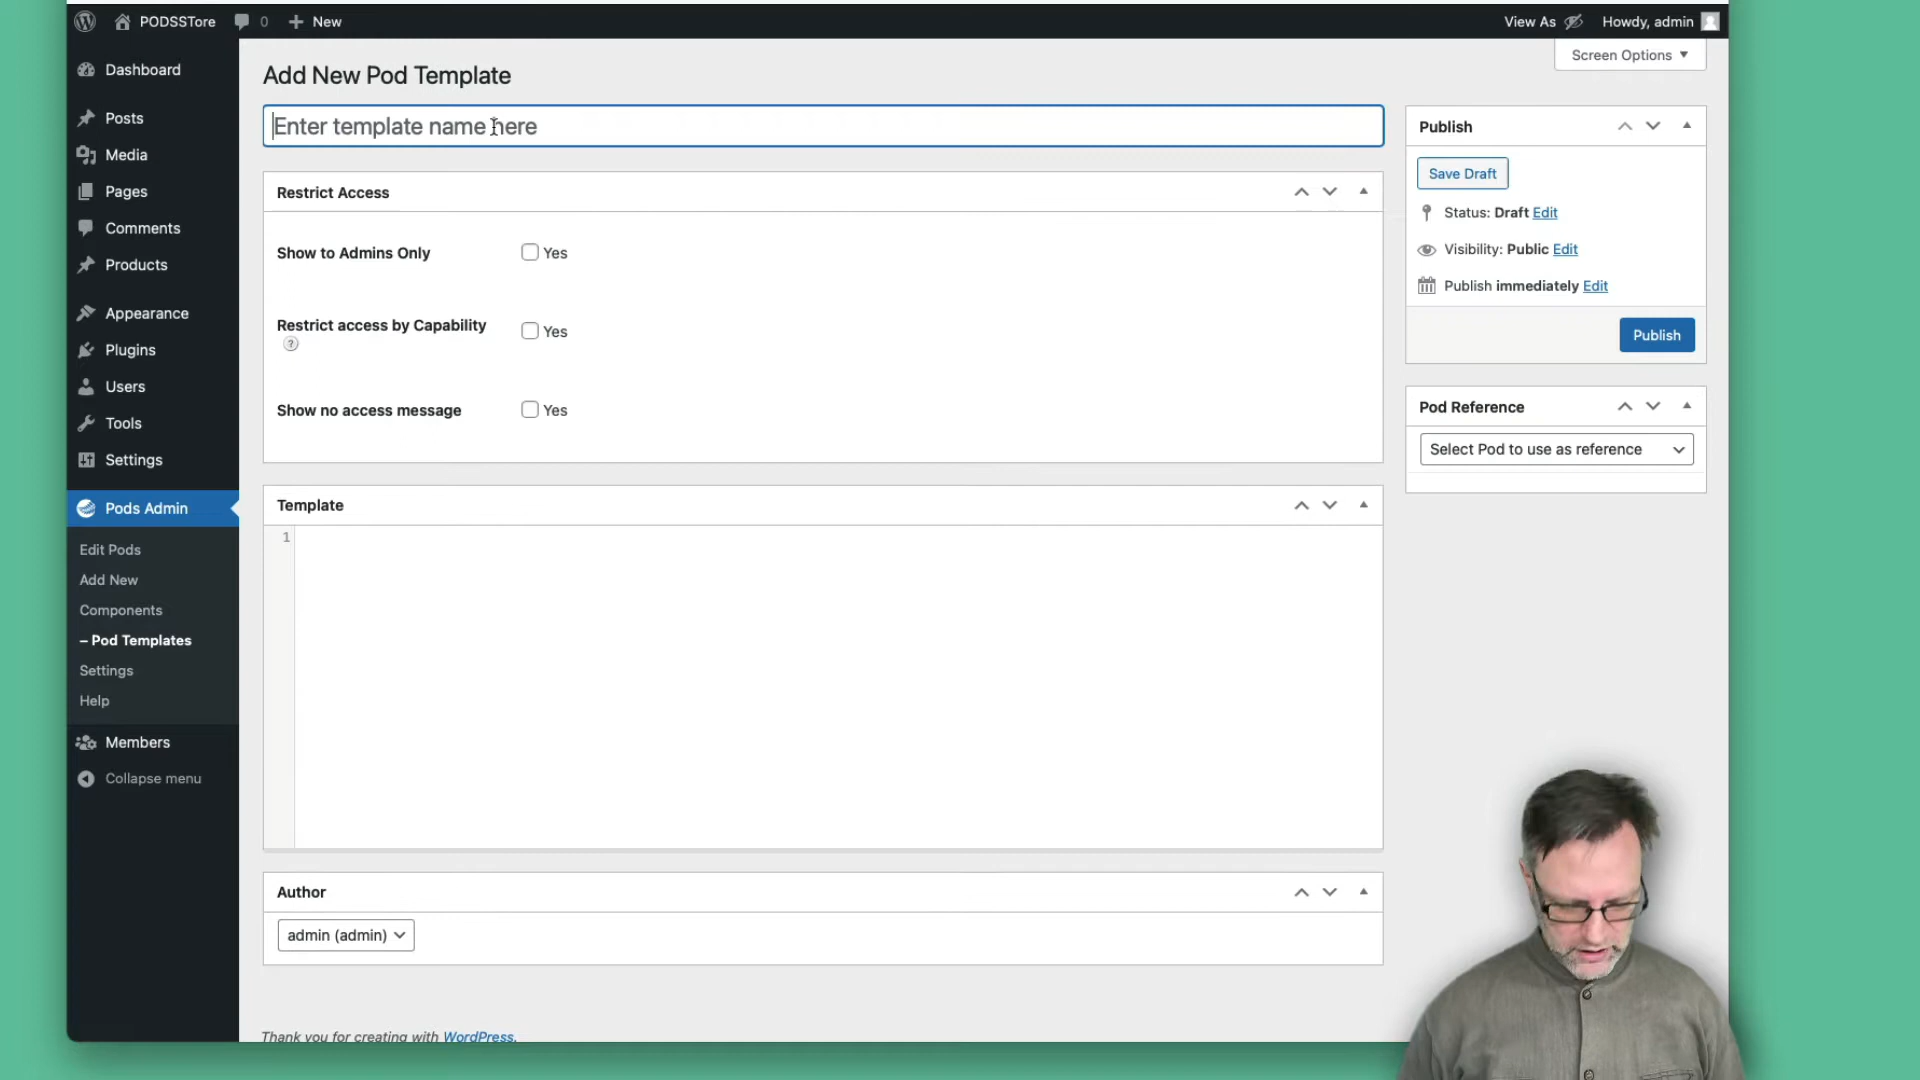 PODSSTore 0 New View As Howdy, admin
Screen Options ▼
Dashboard
Posts
Media
Pages
Comments
Products
Appearance
Plugins
Users
Tools
Settings
Pods Admin
Edit Pods
Add New
Components
– Pod Templates
Settings
Help
Members
Collapse menu
Add New Pod Template
Enter template name here
Restrict Access
Show to Admins Only Yes
Restrict access by Capability Yes
?
Show no access message Yes
Template
1
Author
admin (admin)
Thank you for creating with WordPress.
Publish
Save Draft
Status: Draft Edit
Visibility: Public Edit
Publish immediately Edit
Publish
Pod Reference
Select Pod to use as reference